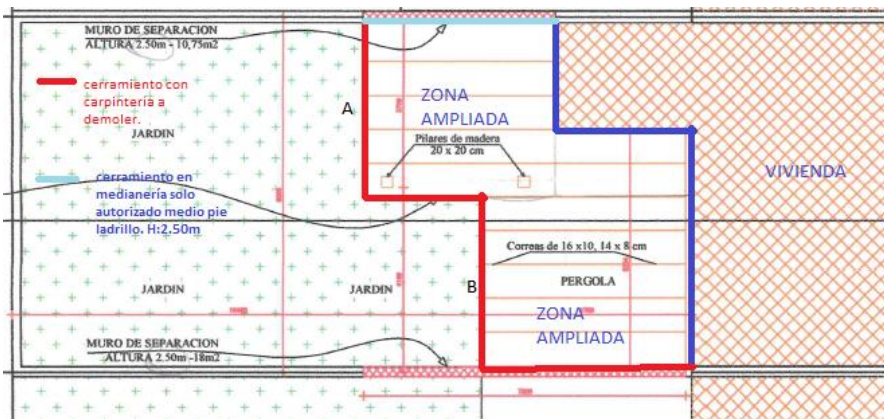 MURO DE SEPARACION
ALTURA 2.50m - 10,75m2
cerramiento con
carpintería a
demoler.
JARDIN
A
ZONA
AMPLIADA
Pilares de madera
20 x 20 cm
VIVIENDA
cerramiento en
medianería solo
autorizado medio pie
ladrillo. H:2.50m
Correas de 16 x10, 14 x 8 cm
JARDIN
JARDIN
B
PERGOLA
ZONA
AMPLIADA
MURO DE SEPARACION
ALTURA 2.50m -18m2